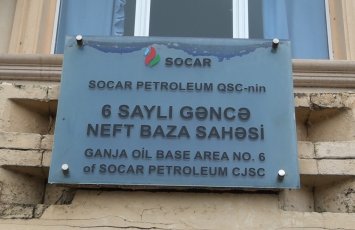 SOCAR
SOCAR PETROLEUM QSC-nin
6 SAYLI GƏNCƏ
NEFT BAZA SAHƏSİ
GANJA OİL BASE AREA NO. 6
of SOCAR PETROLEUM CJSC